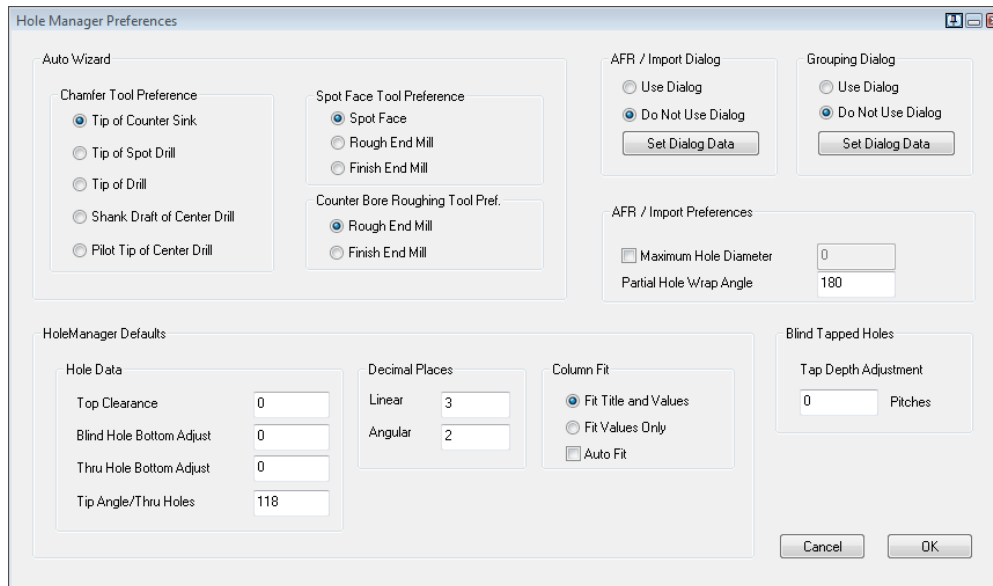 Hole Manager Preferences
Auto Wizard
Chamfer Tool Preference
Tip of Counter Sink
Tip of Spot Drill
Tip of Drill
Shank Draft of Center Drill
Pilot Tip of Center Drill
Spot Face Tool Preference
Spot Face
Rough End Mill
Finish End Mill
Counter Bore Roughing Tool Pref.
Rough End Mill
Finish End Mill
AFR / Import Dialog
Use Dialog
Do Not Use Dialog
Set Dialog Data
Grouping Dialog
Use Dialog
Do Not Use Dialog
Set Dialog Data
AFR / Import Preferences
Maximum Hole Diameter 0
Partial Hole Wrap Angle 180
HoleManager Defaults
Hole Data
Top Clearance 0
Blind Hole Bottom Adjust 0
Thru Hole Bottom Adjust 0
Tip Angle/Thru Holes 118
Decimal Places
Linear 3
Angular 2
Column Fit
Fit Title and Values
Fit Values Only
Auto Fit
Blind Tapped Holes
Tap Depth Adjustment
0 Pitches
Cancel OK